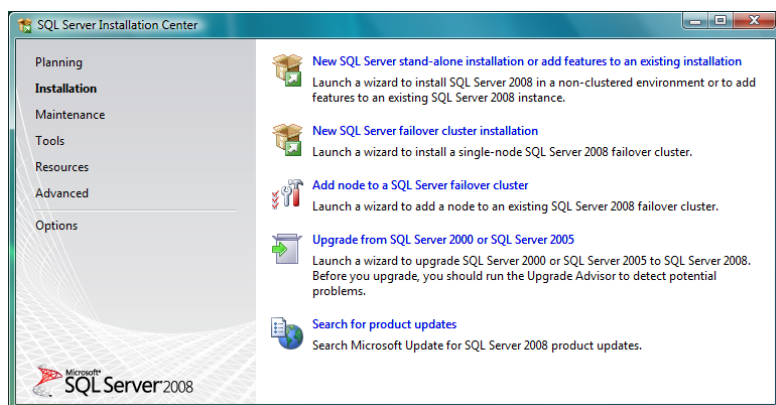 SQL Server Installation Center
Planning
Installation
Maintenance
Tools
Resources
Advanced
Options
New SQL Server stand-alone installation or add features to an existing installation
Launch a wizard to install SQL Server 2008 in a non-clustered environment or to add
features to an existing SQL Server 2008 instance.
New SQL Server failover cluster installation
Launch a wizard to install a single-node SQL Server 2008 failover cluster.
Add node to a SQL Server failover cluster
Launch a wizard to add a node to an existing SQL Server 2008 failover cluster.
Upgrade from SQL Server 2000 or SQL Server 2005
Launch a wizard to upgrade SQL Server 2000 or SQL Server 2005 to SQL Server 2008.
Before you upgrade, you should run the Upgrade Advisor to detect potential
problems.
Search for product updates
Search Microsoft Update for SQL Server 2008 product updates.
Microsoft
SQL Server 2008